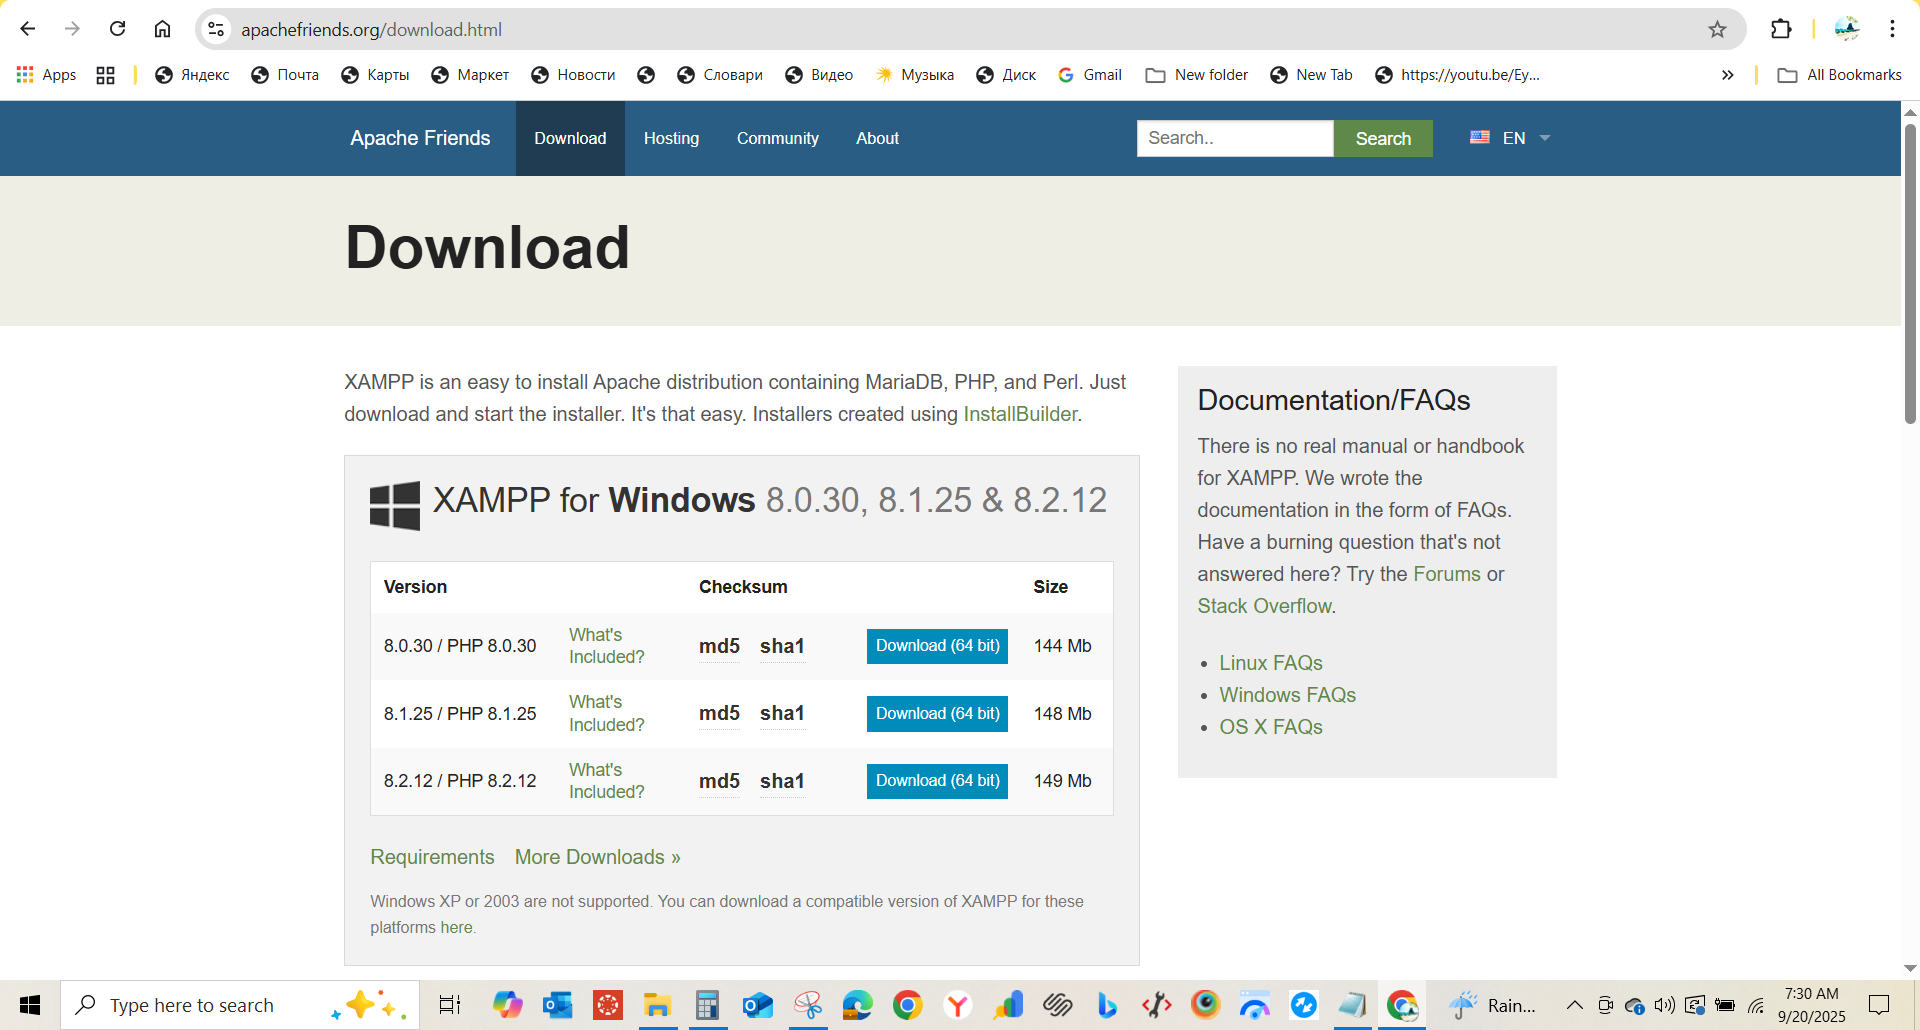 apachefriends.org/download.html
Apps Яндекс Почта Карты Маркет Новости Словари Видео Музыка Диск Gmail New folder New Tab https://youtu.be/Ey... » All Bookmarks
Apache Friends Download Hosting Community About Search.. Search EN
Download
XAMPP is an easy to install Apache distribution containing MariaDB, PHP, and Perl. Just
download and start the installer. It's that easy. Installers created using InstallBuilder.
XAMPP for Windows 8.0.30, 8.1.25 & 8.2.12
Version Checksum Size
8.0.30 / PHP 8.0.30 What's Included? md5 sha1 Download (64 bit) 144 Mb
8.1.25 / PHP 8.1.25 What's Included? md5 sha1 Download (64 bit) 148 Mb
8.2.12 / PHP 8.2.12 What's Included? md5 sha1 Download (64 bit) 149 Mb
Requirements More Downloads »
Windows XP or 2003 are not supported. You can download a compatible version of XAMPP for these
platforms here.
Documentation/FAQs
There is no real manual or handbook
for XAMPP. We wrote the
documentation in the form of FAQs.
Have a burning question that's not
answered here? Try the Forums or
Stack Overflow.
• Linux FAQs
• Windows FAQs
• OS X FAQs
Type here to search Rain... 7:30 AM
9/20/2025